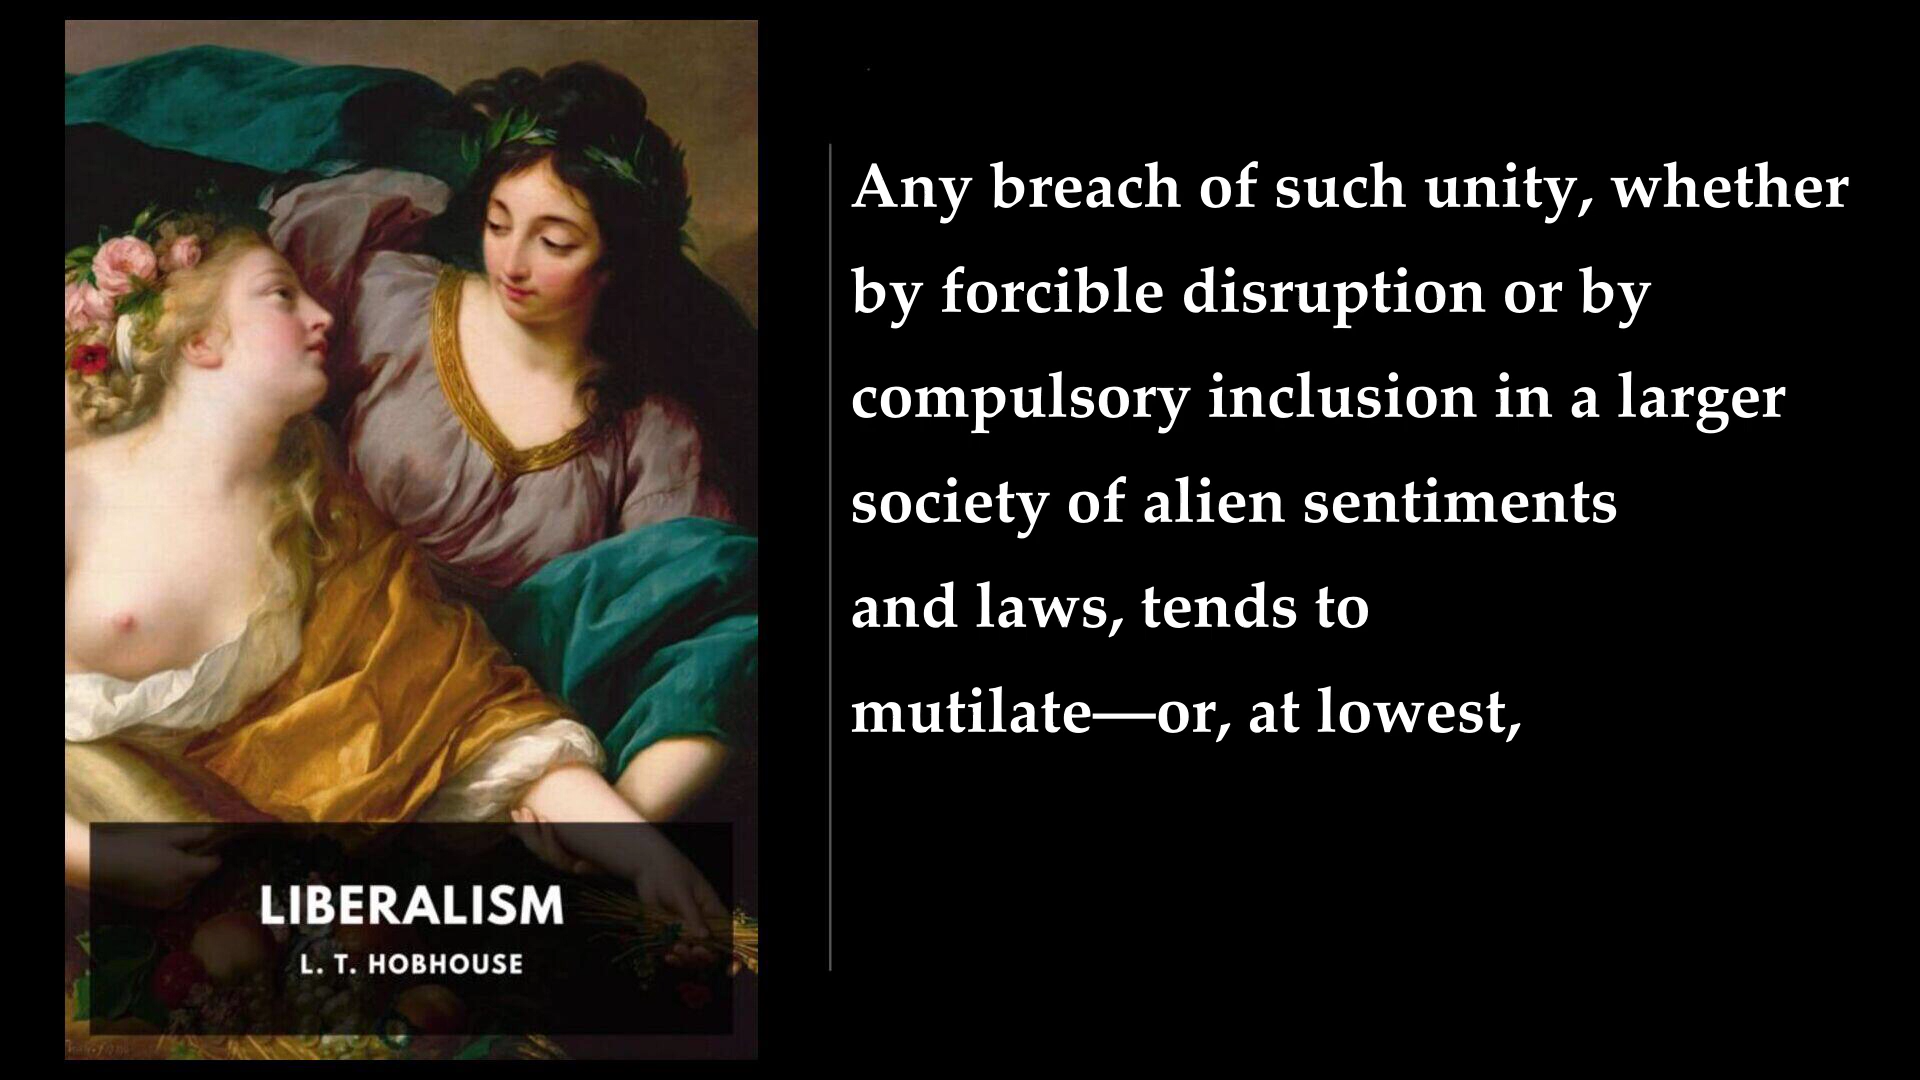 Any breach of such unity, whether
by forcible disruption or by
compulsory inclusion in a larger
society of alien sentiments
and laws, tends to
mutilate—or, at lowest,
LIBERALISM
L. T. HOBHOUSE